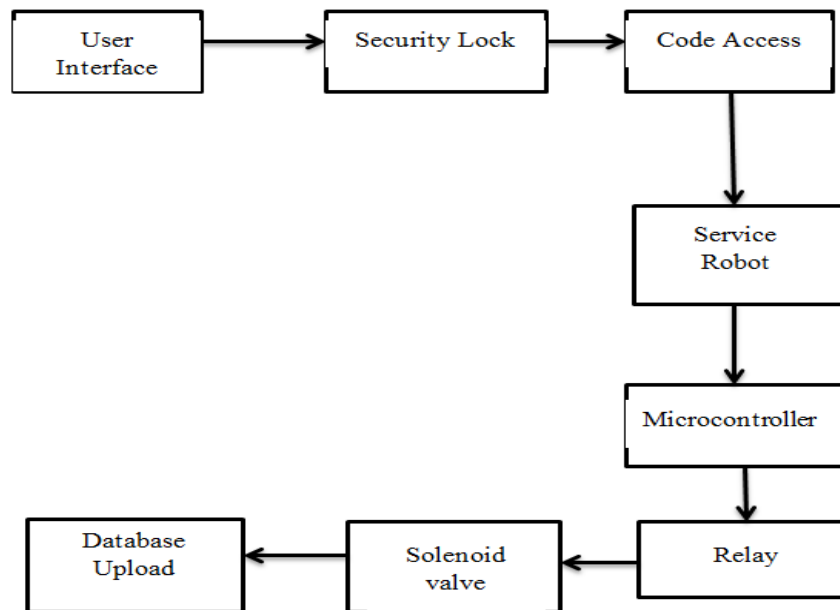 User
Interface
Security Lock
Code Access
Service
Robot
Microcontroller
Relay
Solenoid
valve
Database
Upload